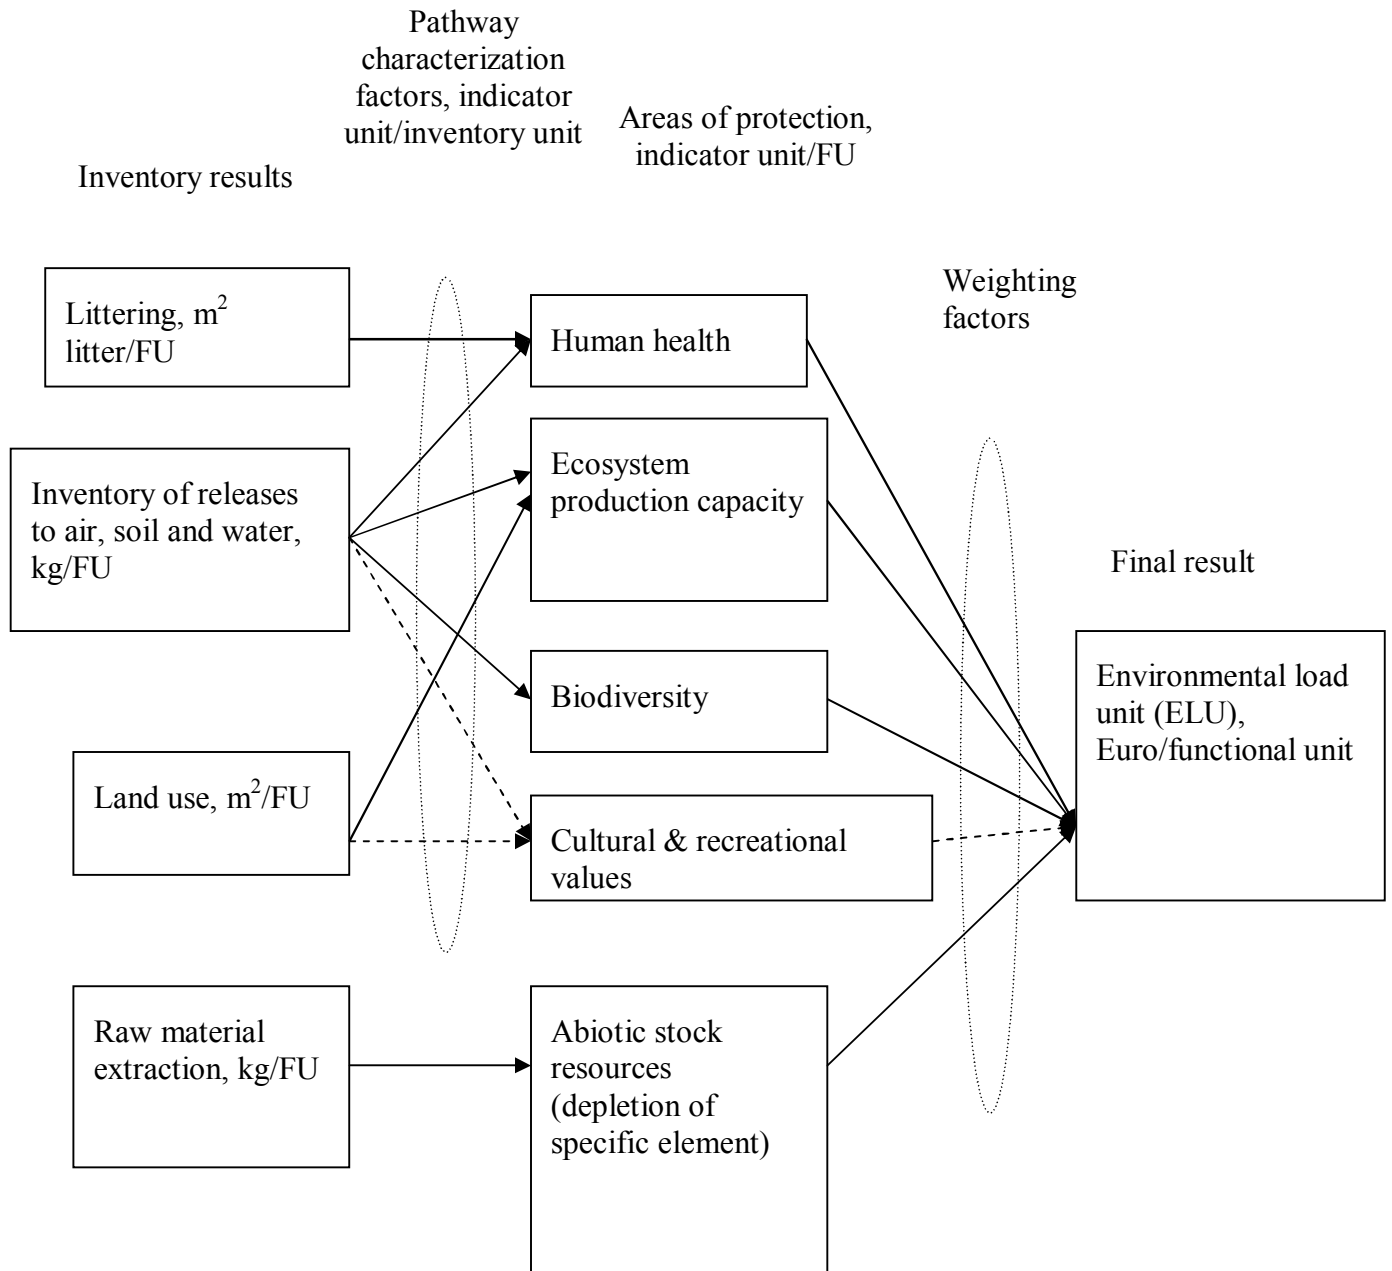 Pathway
characterization
factors, indicator
unit/inventory unit
Areas of protection,
indicator unit/FU
Inventory results
Weighting
factors
Littering, m²
litter/FU
Human health
Inventory of releases
to air, soil and water,
kg/FU
Ecosystem
production capacity
Final result
Biodiversity
Environmental load
unit (ELU),
Euro/functional unit
Land use, m²/FU
Cultural & recreational
values
Raw material
extraction, kg/FU
Abiotic stock
resources
(depletion of
specific element)